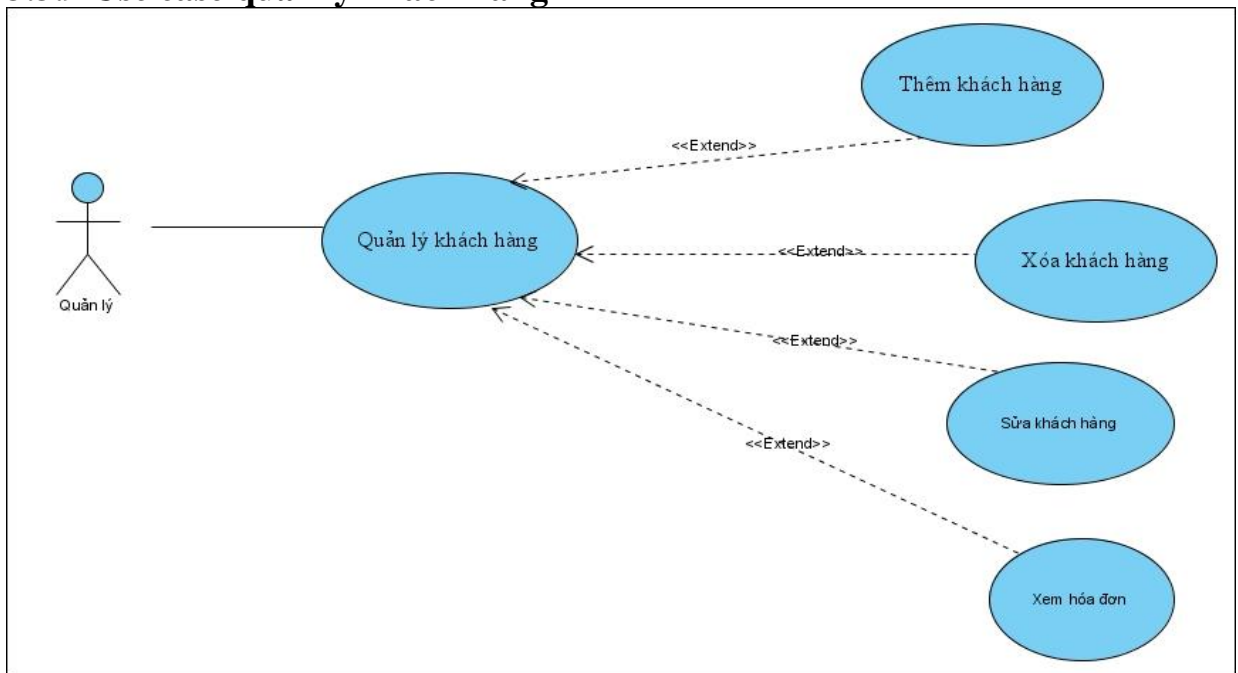 Thêm khách hàng
<<Extend>>
Quản lý khách hàng
<<Extend>>
Xóa khách hàng
Quản lý
<<Extend>>
Sửa khách hàng
<<Extend>>
Xem hóa đơn